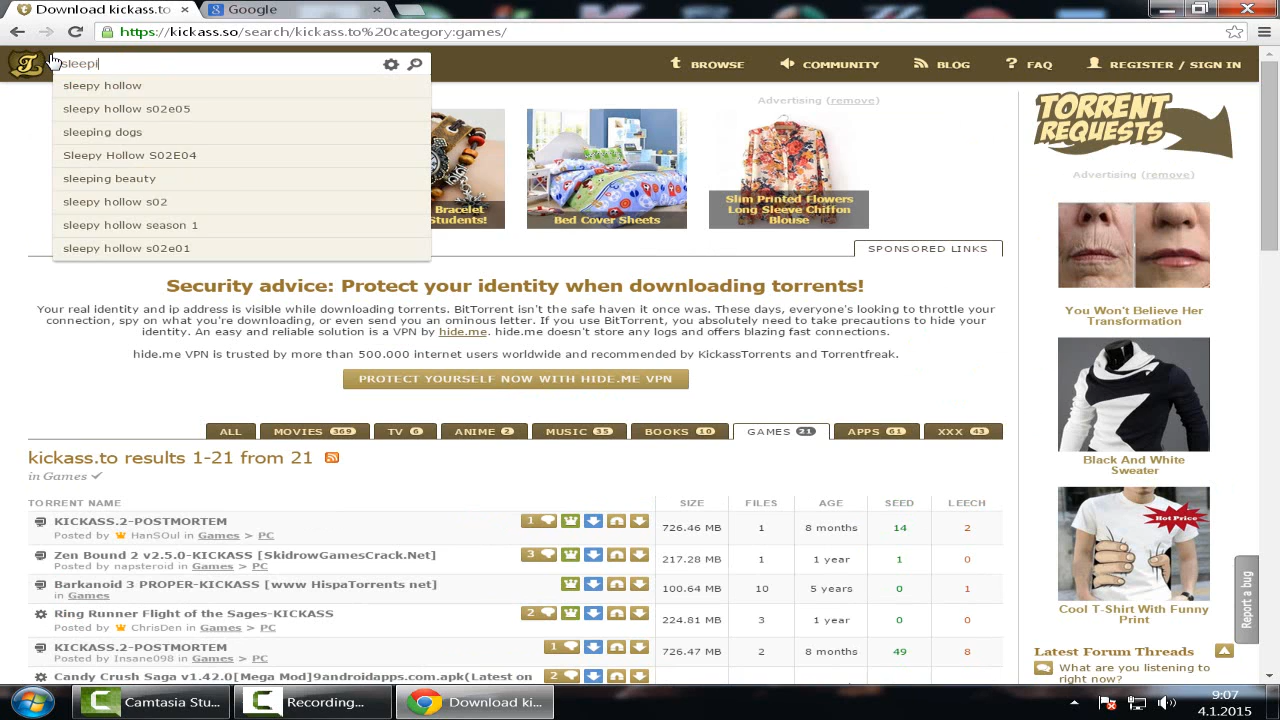 Download kickass.to
Google
https://kickass.so/search/kickass.to%20category:games/
sleepi
BROWSE
COMMUNITY
BLOG
FAQ
REGISTER / SIGN IN
sleepy hollow
sleepy hollow s02e05
sleeping dogs
Sleepy Hollow S02E04
sleeping beauty
sleepy hollow s02
sleepy hollow season 1
sleepy hollow s02e01
Advertising (remove)
Bracelet
Students!
Bed Cover Sheets
Slim Printed Flowers
Long Sleeve Chiffon
Blouse
SPONSORED LINKS
TORRENT
REQUESTS
Advertising (remove)
You Won't Believe Her
Transformation
Black And White
Sweater
Hot Price
Cool T-Shirt With Funny
Print
Report a bug
Latest Forum Threads
What are you listening to
right now?
Security advice: Protect your identity when downloading torrents!
Your real identity and ip address is visible while downloading torrents. BitTorrent isn't the safe haven it once was. These days, everyone's looking to throttle your
connection, spy on what you're downloading, or even send you an ominous letter. If you use BitTorrent, you absolutely need to take precautions to hide your
identity. An easy and reliable solution is a VPN by hide.me. hide.me doesn't store any logs and offers blazing fast connections.
hide.me VPN is trusted by more than 500.000 internet users worldwide and recommended by KickassTorrents and Torrentfreak.
PROTECT YOURSELF NOW WITH HIDE.ME VPN
ALL MOVIES 369 TV 6 ANIME 2 MUSIC 35 BOOKS 10 GAMES 21 APPS 61 XXX 43
kickass.to results 1-21 from 21
in Games
TORRENT NAME SIZE FILES AGE SEED LEECH
KICKASS.2-POSTMORTEM 1 726.46 MB 1 8 months 14 2
Posted by HanSOul in Games > PC
Zen Bound 2 v2.5.0-KICKASS [SkidrowGamesCrack.Net] 3 217.28 MB 1 1 year 1 0
Posted by napsteroid in Games > PC
Barkanoid 3 PROPER-KICKASS [www HispaTorrents net] 100.64 MB 10 5 years 0 1
in Games
Ring Runner Flight of the Sages-KICKASS 2 224.81 MB 3 1 year 0 0
Posted by ChrisDen in Games > PC
KICKASS.2-POSTMORTEM 1 726.47 MB 2 8 months 49 8
Posted by Insane098 in Games > PC
Candy Crush Saga v1.42.0[Mega Mod]9androidapps.com.apk(Latest on 2
Camtasia Stu...
Recording...
Download ki...
9:07
4.1.2015